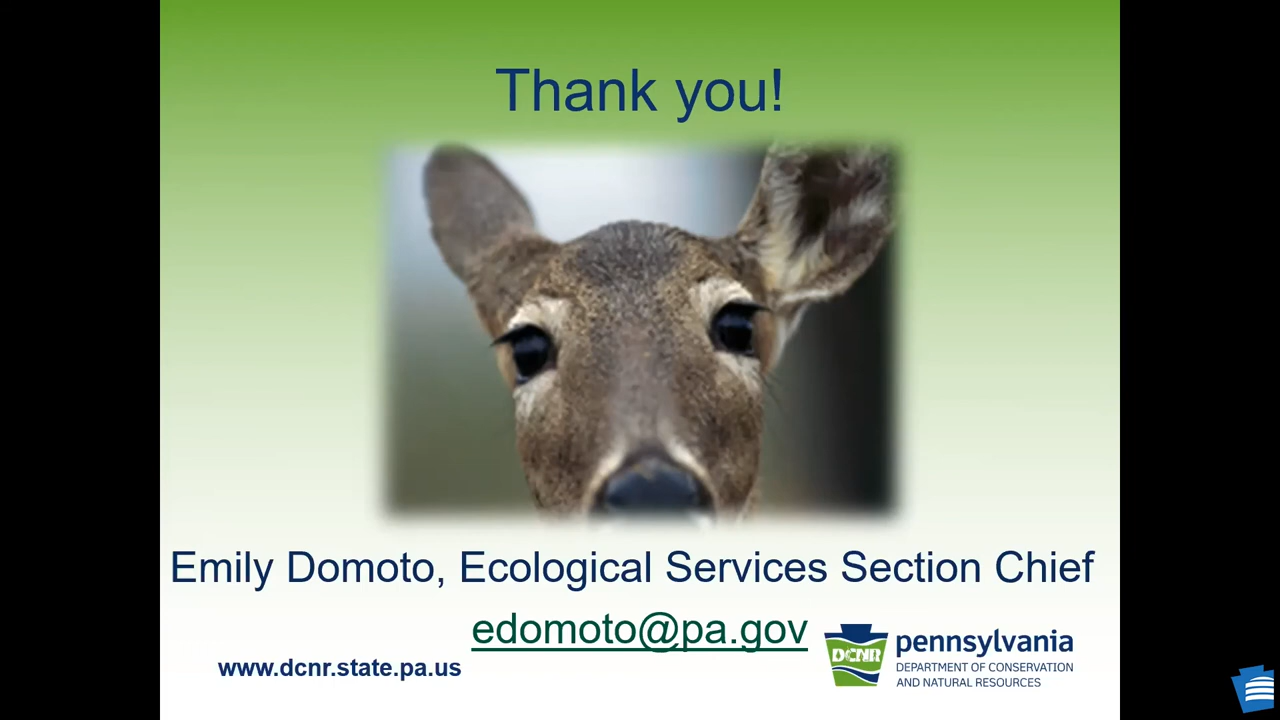 Thank you!
Emily Domoto, Ecological Services Section Chief
edomoto@pa.gov
www.dcnr.state.pa.us
DCNR
pennsylvania
DEPARTMENT OF CONSERVATION
AND NATURAL RESOURCES